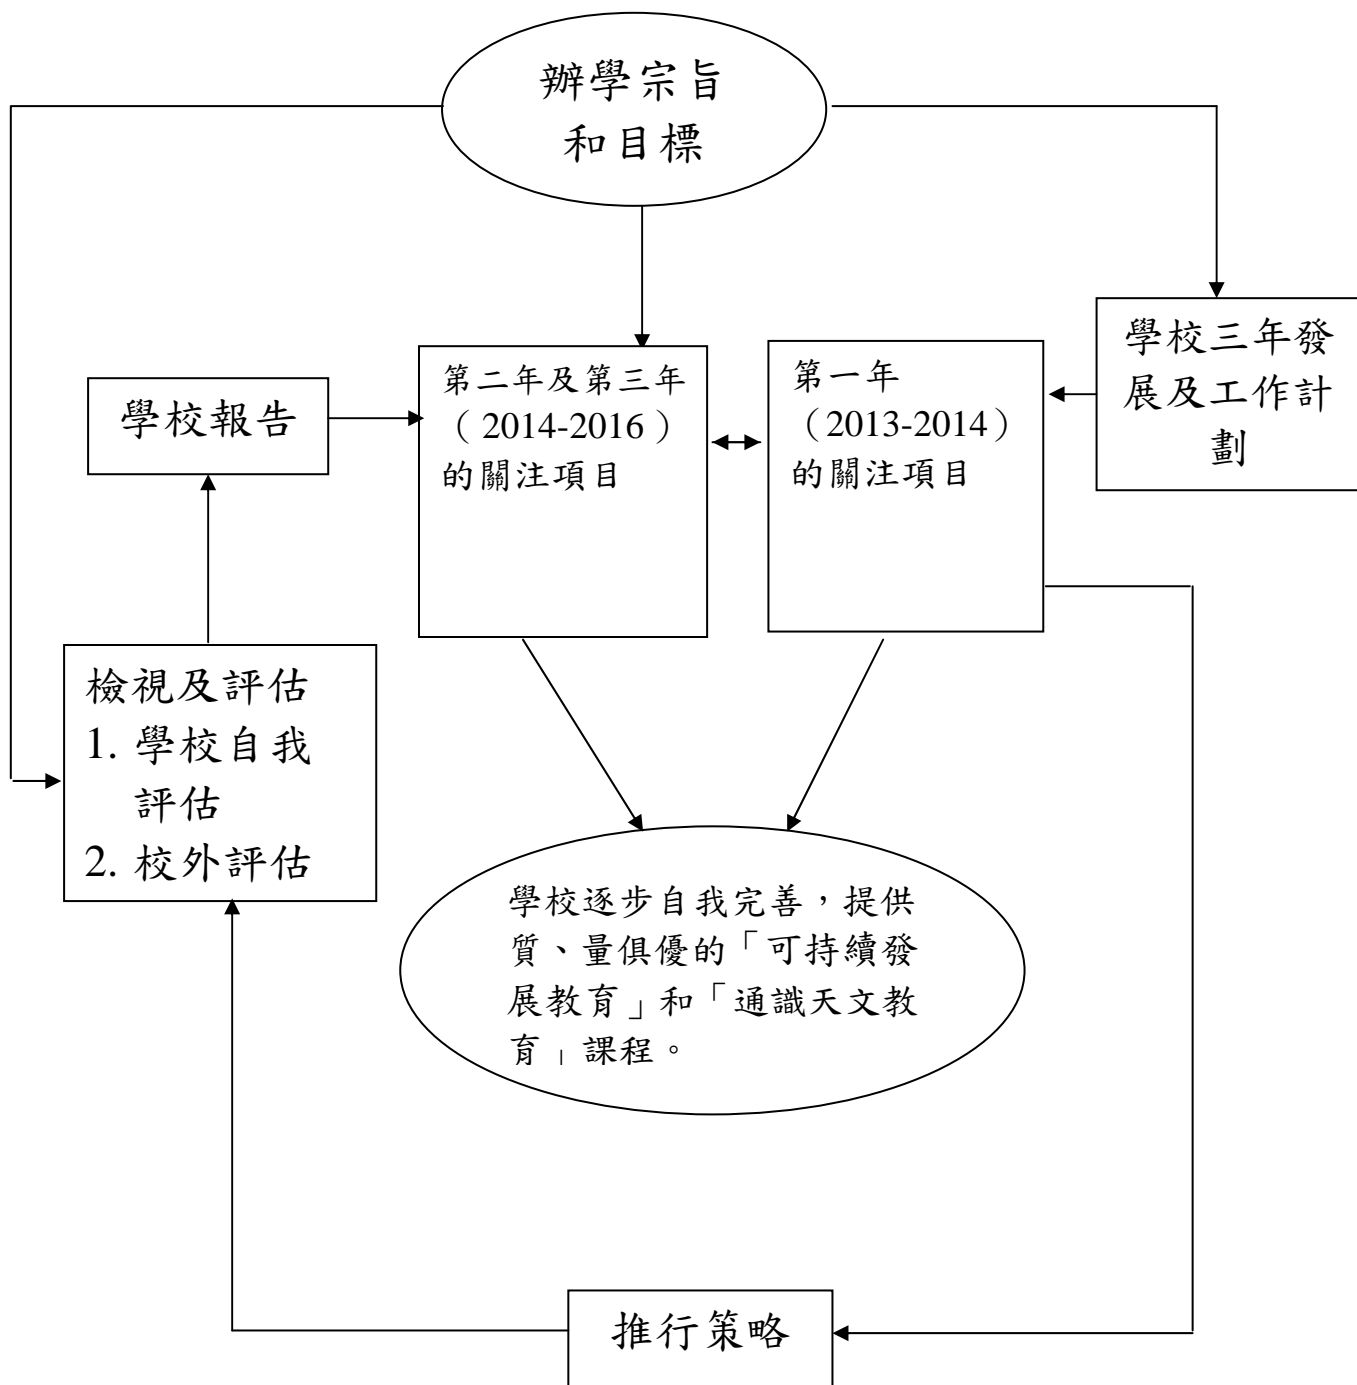 辦學宗旨
和目標
學校三年發
展及工作計
劃
第一年
（2013-2014）
的關注項目
第二年及第三年
（2014-2016）
的關注項目
學校報告
檢視及評估
1. 學校自我
評估
2. 校外評估
學校逐步自我完善，提供
質、量俱優的「可持續發
展教育」和「通識天文教
育」課程。
推行策略